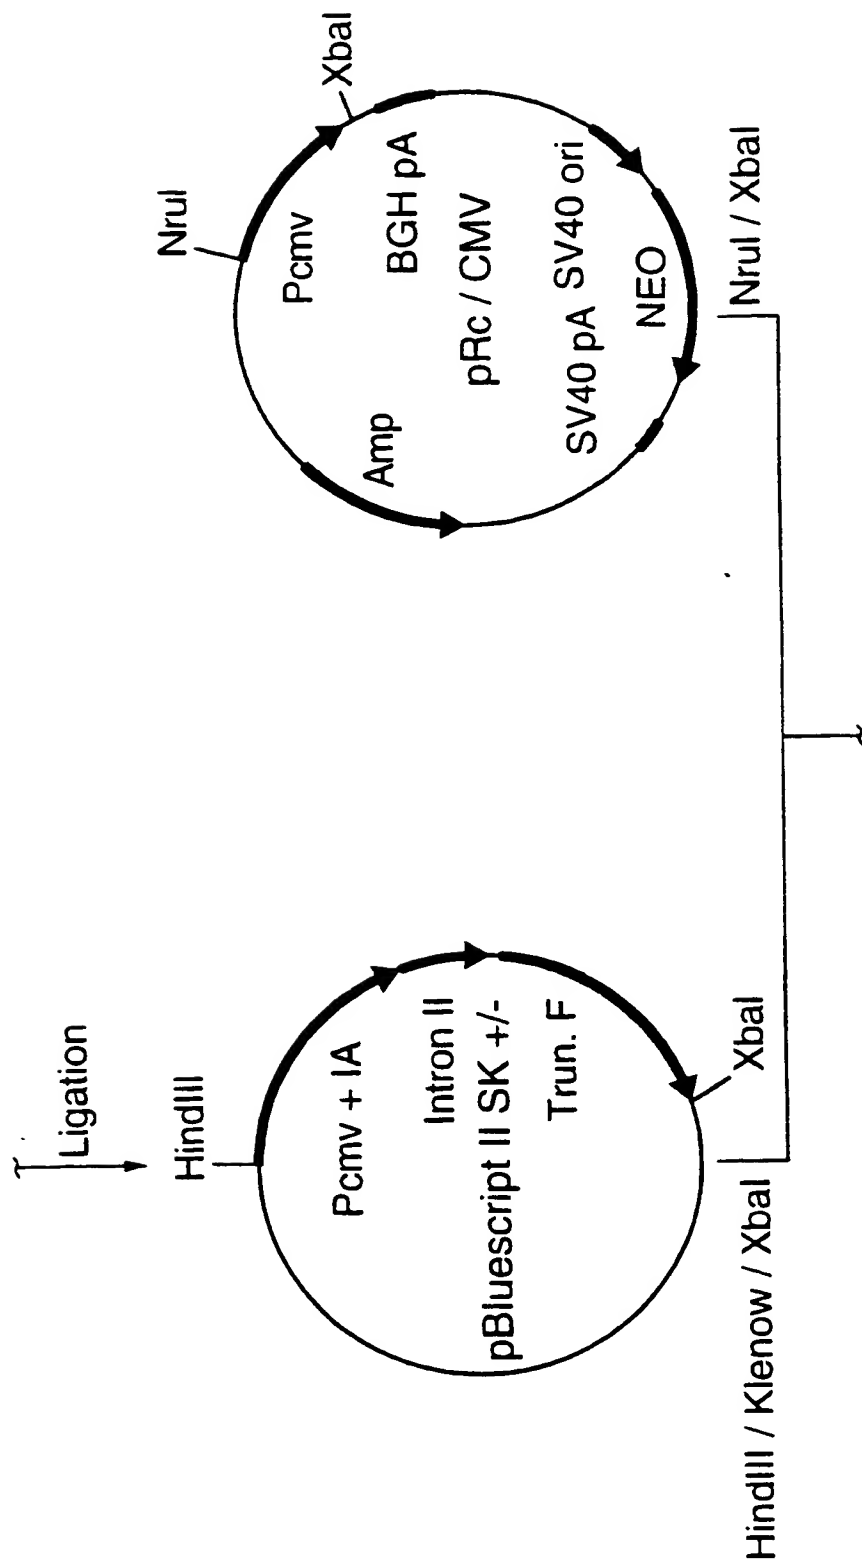 Ligation
HindIII
Pcmv + IA
Intron II
pBluescript II SK +/-
Trun. F
XbaI
HindIII / Klenow / XbaI
NruI
XbaI
Pcmv
BGH pA
pRc / CMV
Amp
SV40 pA SV40 ori
NEO
NruI / XbaI